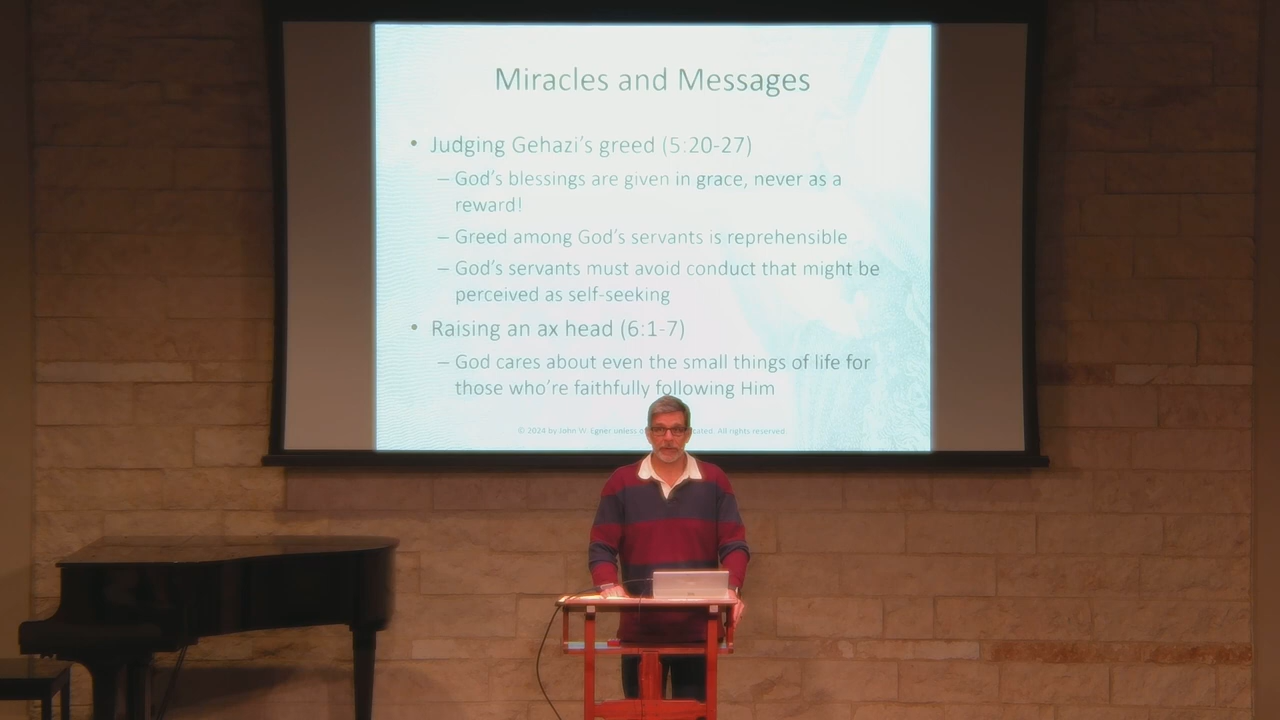 Miracles and Messages
• Judging Gehazi's greed (5:20-27)
– God's blessings are given in grace, never as a
reward!
– Greed among God's servants is reprehensible
– God's servants must avoid conduct that might be
perceived as self-seeking
• Raising an ax head (6:1-7)
– God cares about even the small things of life for
those who're faithfully following Him
© 2024 by John W. Egner unless All rights reserved